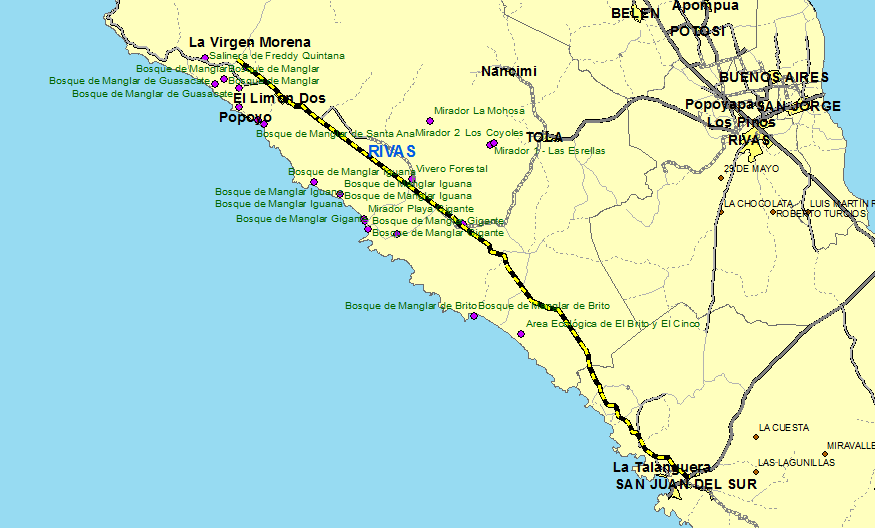 Apompua
BELEN
POTOSI
La Virgen Morena
Salinera de Freddy Quintana
Bosque de Manglar
Bosque de Manglar
Nancimi
BUENOS AIRES
Bosque de Manglar de Guasacate
Bosque de Manglar
Bosque de Manglar de Guasacate
El Limon Dos
Popoyapa
SAN JORGE
Mirador La Mohosa
Popoyo
Los Pinos
Bosque de Manglar de Santa Ana
Mirador 2 Los Coyoles
TOLA
RIVAS
RIVAS
Mirador 1 - Las Esrellas
Bosque de Manglar Iguana
Vivero Forestal
23 DE MAYO
Bosque de Manglar Iguana
Bosque de Manglar Iguana
Bosque de Manglar Iguana
Bosque de Manglar Iguana
LA CHOCOLATA
LUIS MARTÍN
Mirador Playa Gigante
ROBERTO TURCIOS
Bosque de Manglar Gigante
Bosque de Manglar Gigante
Bosque de Manglar Gigante
Bosque de Manglar de Brito
Bosque de Manglar de Brito
Area Ecológica de El Brito y El Cinco
LA CUESTA
MIRAVALLE
La Talanguera
LAS LAGUNILLAS
SAN JUAN DEL SUR